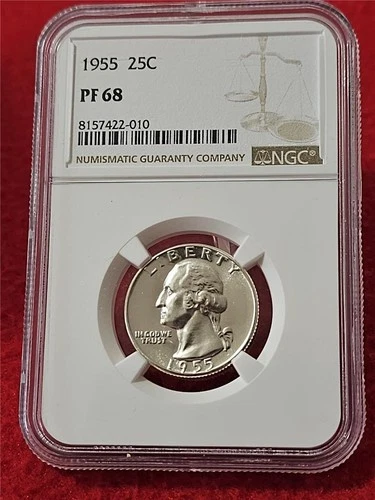 1955 25C
PF 68
8157422-010
NUMISMATIC GUARANTY COMPANY NGC®
LIBERTY
IN GOD WE
TRUST
1955